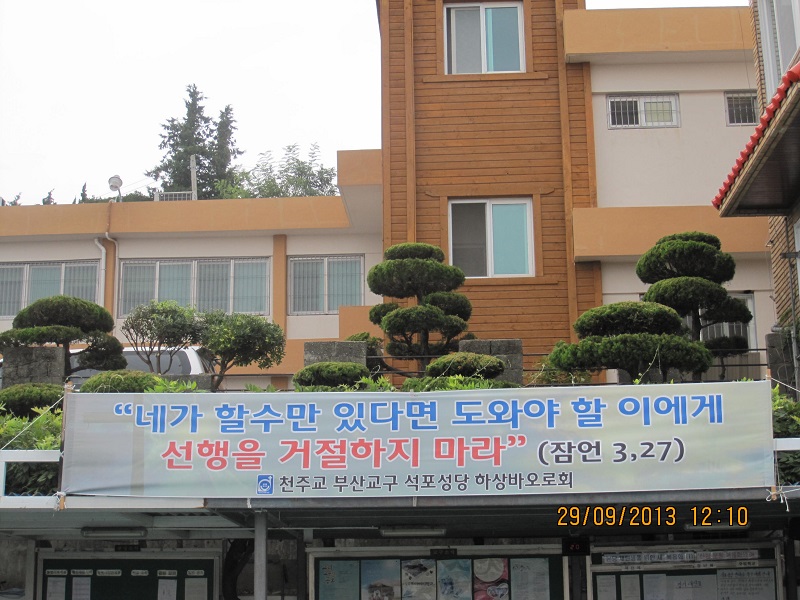 “네가 할수만 있다면 도와야 할 이에게
선행을 거절하지 마라” (잠언 3,27)
천주교 부산교구 석포성당 하상바오로회
29/09/2013 12:10